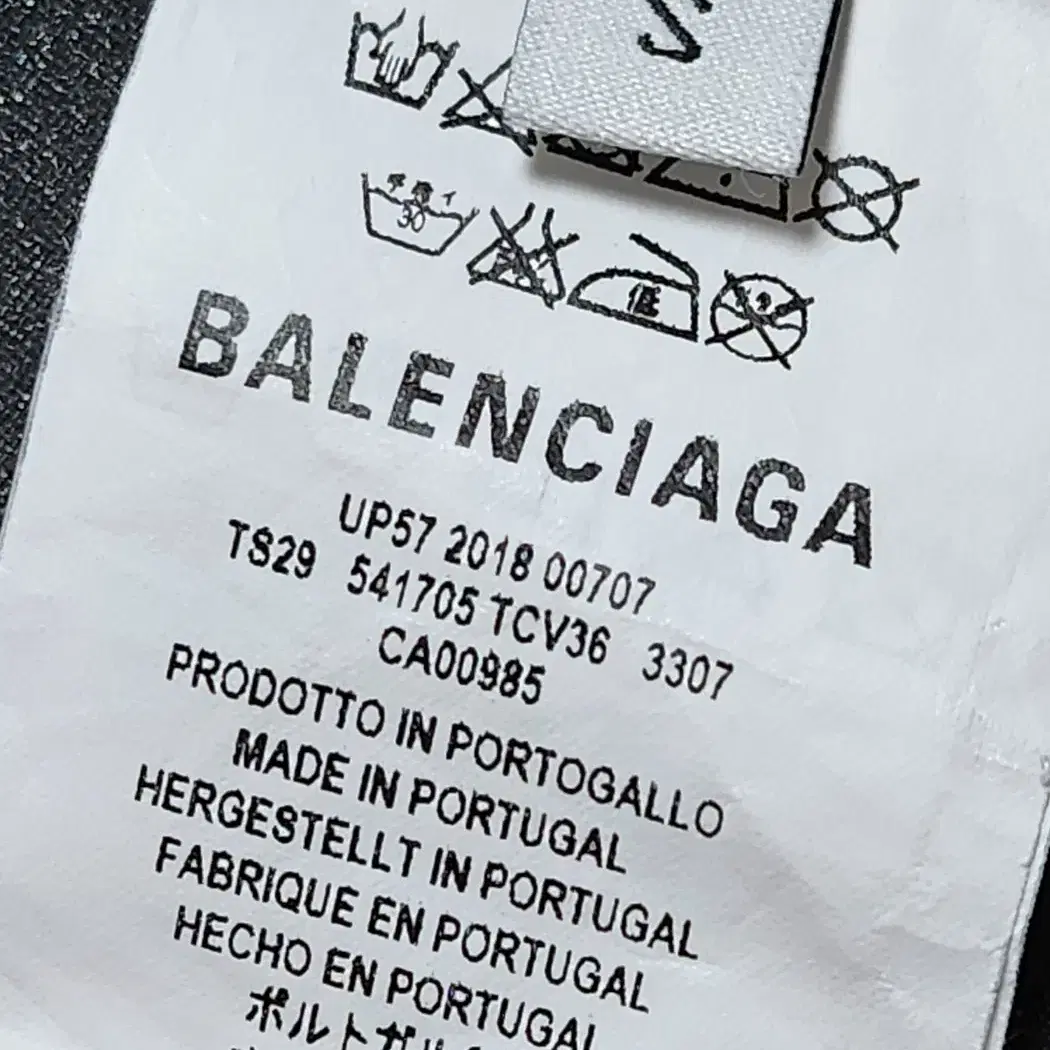 30
低
BALENCIAGA
UP57 2018 00707
TS29 541705 TCV36 3307
CA00985
PRODOTTO IN PORTOGALLO
MADE IN PORTUGAL
HERGESTELLT IN PORTUGAL
FABRIQUE EN PORTUGAL
HECHO EN PORTUGAL
ポルトガル